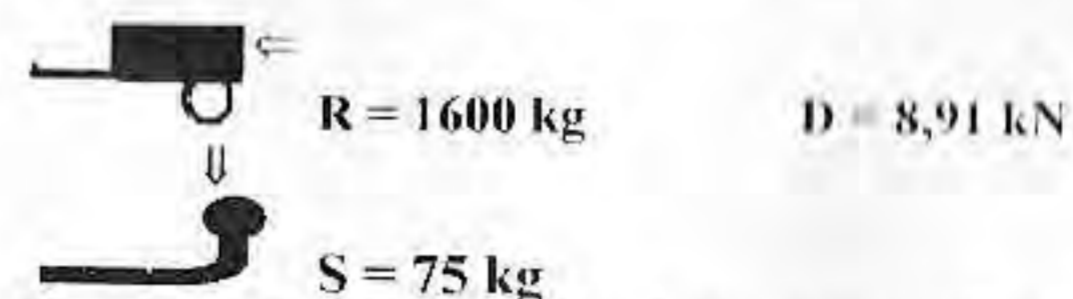 R = 1600 kg D = 8,91 kN
S = 75 kg